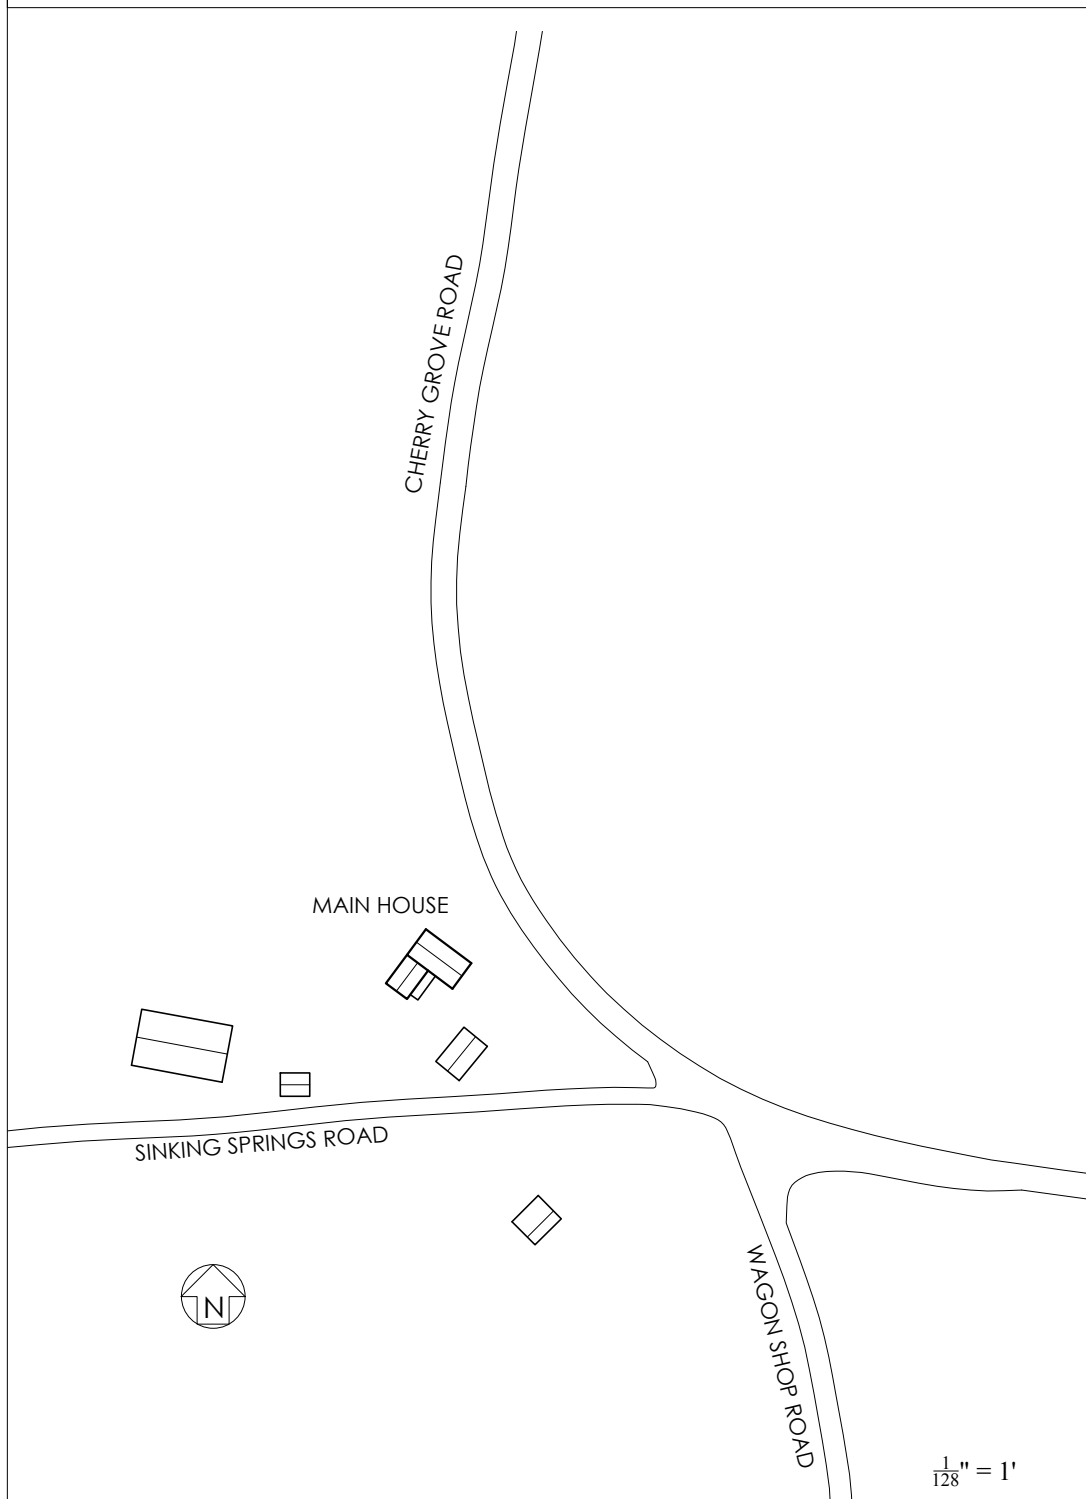 CHERRY GROVE ROAD
MAIN HOUSE
SINKING SPRINGS ROAD
N
WAGON SHOP ROAD
1/128" = 1'